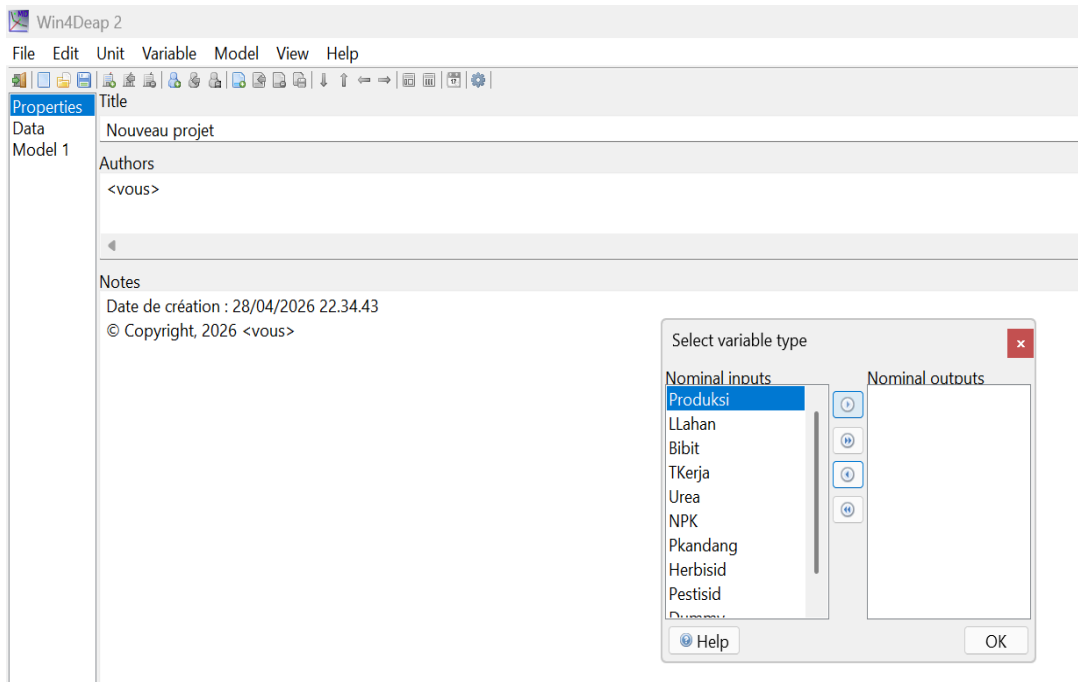 Win4Deap 2
File Edit Unit Variable Model View Help
Properties
Data
Model 1
Title
Nouveau projet
Authors
<vous>
Notes
Date de création : 28/04/2026 22.34.43
© Copyright, 2026 <vous>
Select variable type
Nominal inputs
Nominal outputs
Produksi
LLahan
Bibit
TKerja
Urea
NPK
Pkandang
Herbisid
Pestisid
Dummy
Help
OK